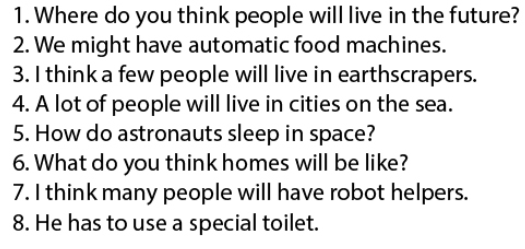 1. Where do you think people will live in the future?
2. We might have automatic food machines.
3. I think a few people will live in earthscrapers.
4. A lot of people will live in cities on the sea.
5. How do astronauts sleep in space?
6. What do you think homes will be like?
7. I think many people will have robot helpers.
8. He has to use a special toilet.